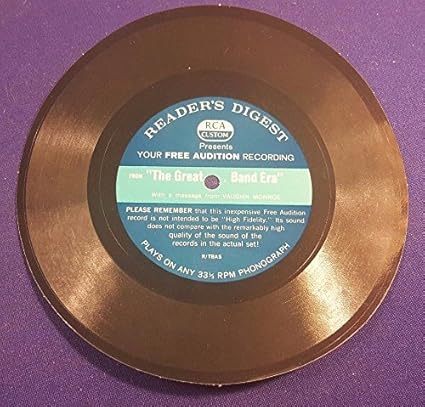 READER'S DIGEST
RCA
CUSTOM
Presents
YOUR FREE AUDITION RECORDING
FROM "The Great Band Era"
With a message from VAUGHN MONROE
PLEASE REMEMBER that this inexpensive Free Audition
record is not intended to be "High Fidelity." Its sound
does not compare with the remarkably high
quality of the sound of the
records in the actual set!
R/TBAS
PLAYS ON ANY 33⅓ RPM PHONOGRAPH